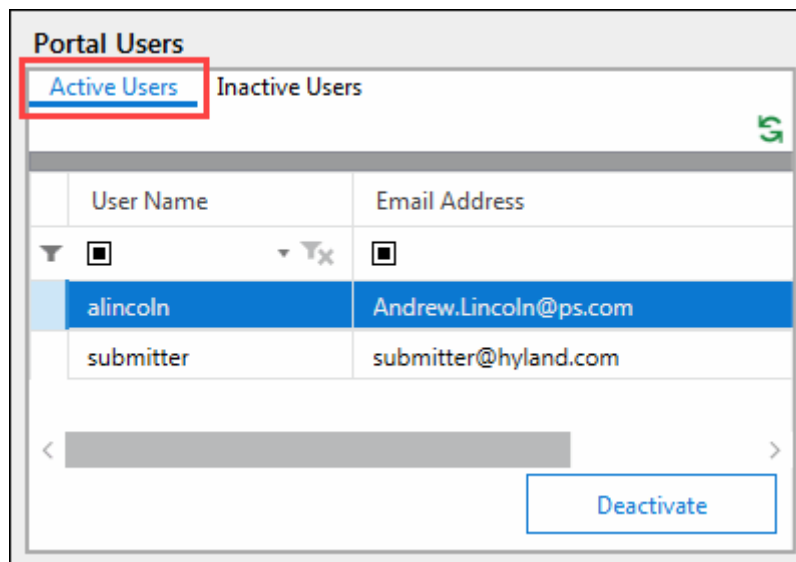 Portal Users
Active Users Inactive Users
User Name Email Address
alincoln Andrew.Lincoln@ps.com
submitter submitter@hyland.com
Deactivate